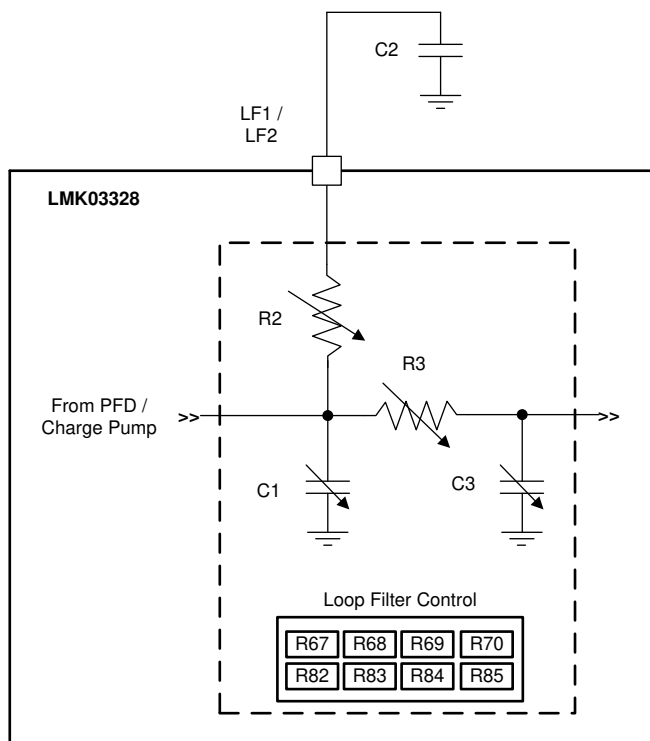 C2
LF1 /
LF2
LMK03328
R2
R3
From PFD /
Charge Pump
>>
>>
C1
C3
Loop Filter Control
R67 R68 R69 R70
R82 R83 R84 R85